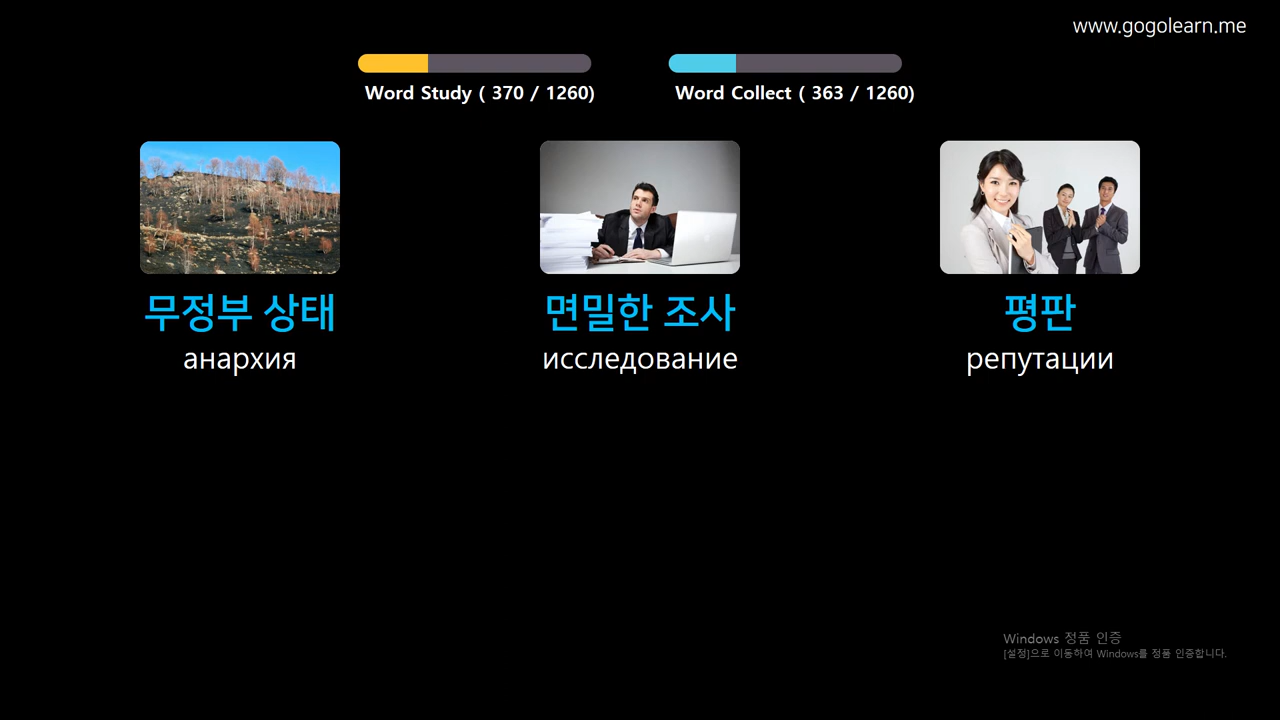 www.gogolearn.me
Word Study ( 370 / 1260)
Word Collect ( 363 / 1260)
무정부 상태
анархия
면밀한 조사
исследование
평판
репутации
Windows 정품 인증
[설정]으로 이동하여 Windows를 정품 인증합니다.